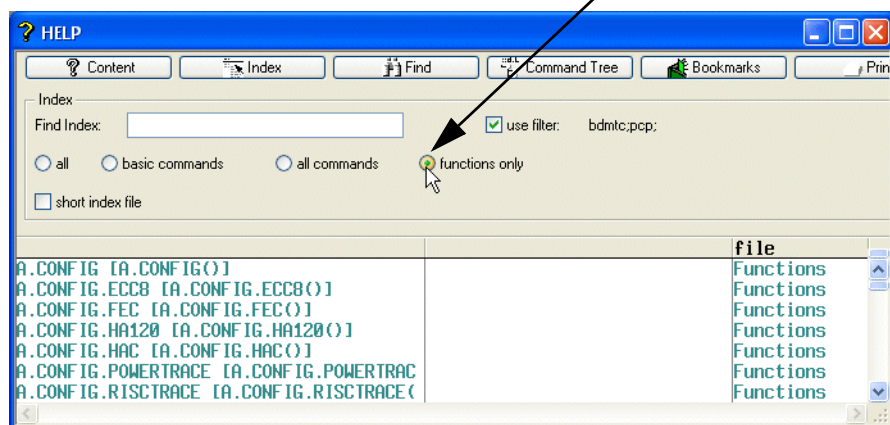 HELP
Content Index Find Command Tree Bookmarks Prin
Index
Find Index: use filter: bdmtc;pcp;
all basic commands all commands functions only
short index file
file
A.CONFIG [A.CONFIG()] Functions
A.CONFIG.ECC8 [A.CONFIG.ECC8()] Functions
A.CONFIG.FEC [A.CONFIG.FEC()] Functions
A.CONFIG.HA120 [A.CONFIG.HA120()] Functions
A.CONFIG.HAC [A.CONFIG.HAC()] Functions
A.CONFIG.POWERTRACE [A.CONFIG.POWERTRAC Functions
A.CONFIG.RISCTRACE [A.CONFIG.RISCTRACE( Functions